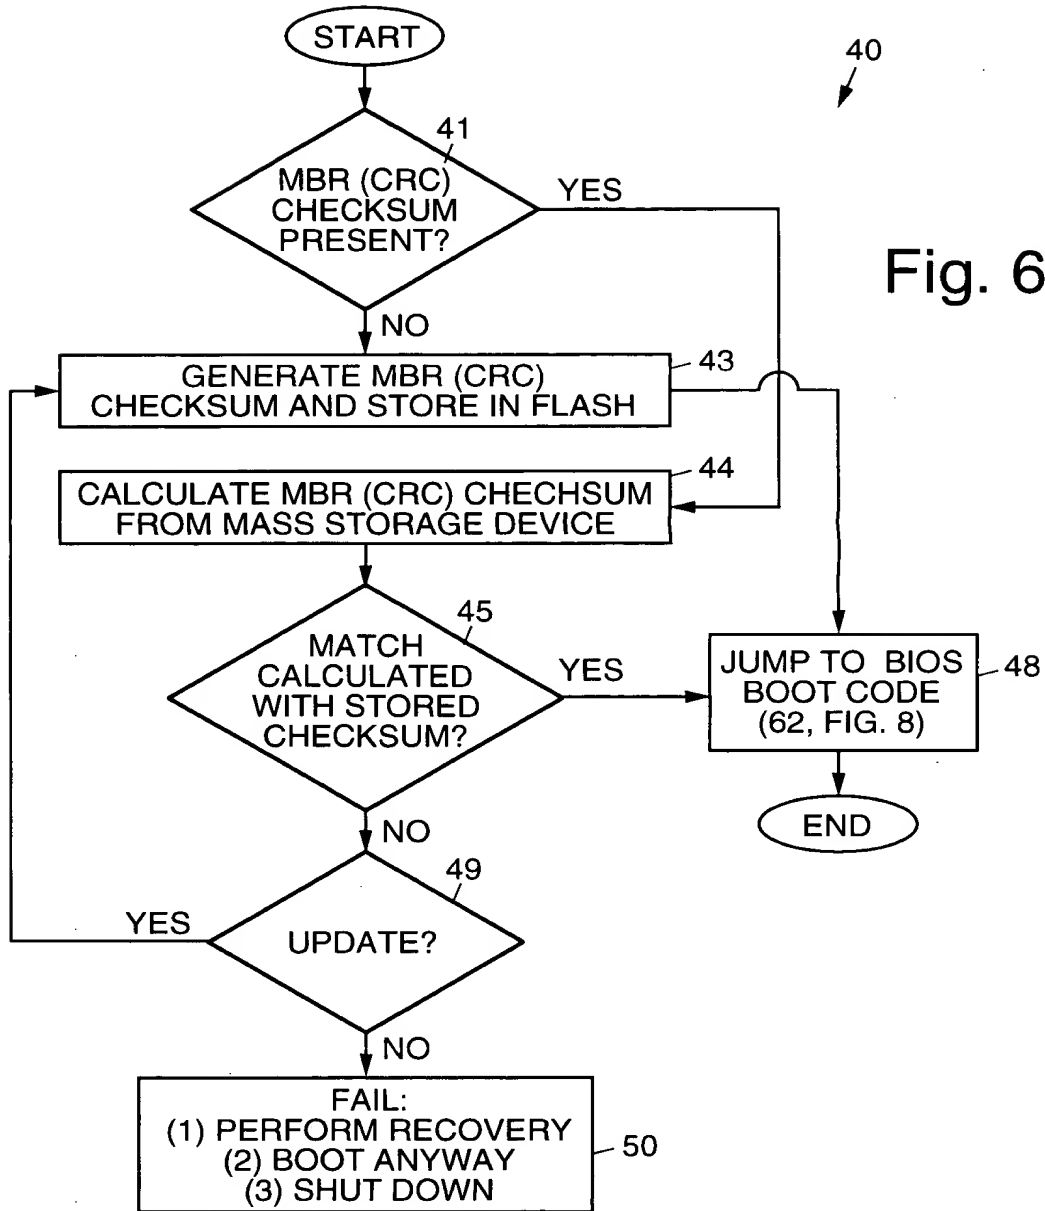 START
40
41
MBR (CRC)
CHECKSUM
PRESENT?
YES
Fig. 6
NO
43
GENERATE MBR (CRC)
CHECKSUM AND STORE IN FLASH
44
CALCULATE MBR (CRC) CHECHSUM
FROM MASS STORAGE DEVICE
45
MATCH
CALCULATED
WITH STORED
CHECKSUM?
YES
JUMP TO BIOS
BOOT CODE
(62, FIG. 8)
48
NO
END
49
YES
UPDATE?
NO
FAIL:
(1) PERFORM RECOVERY
(2) BOOT ANYWAY
(3) SHUT DOWN
50